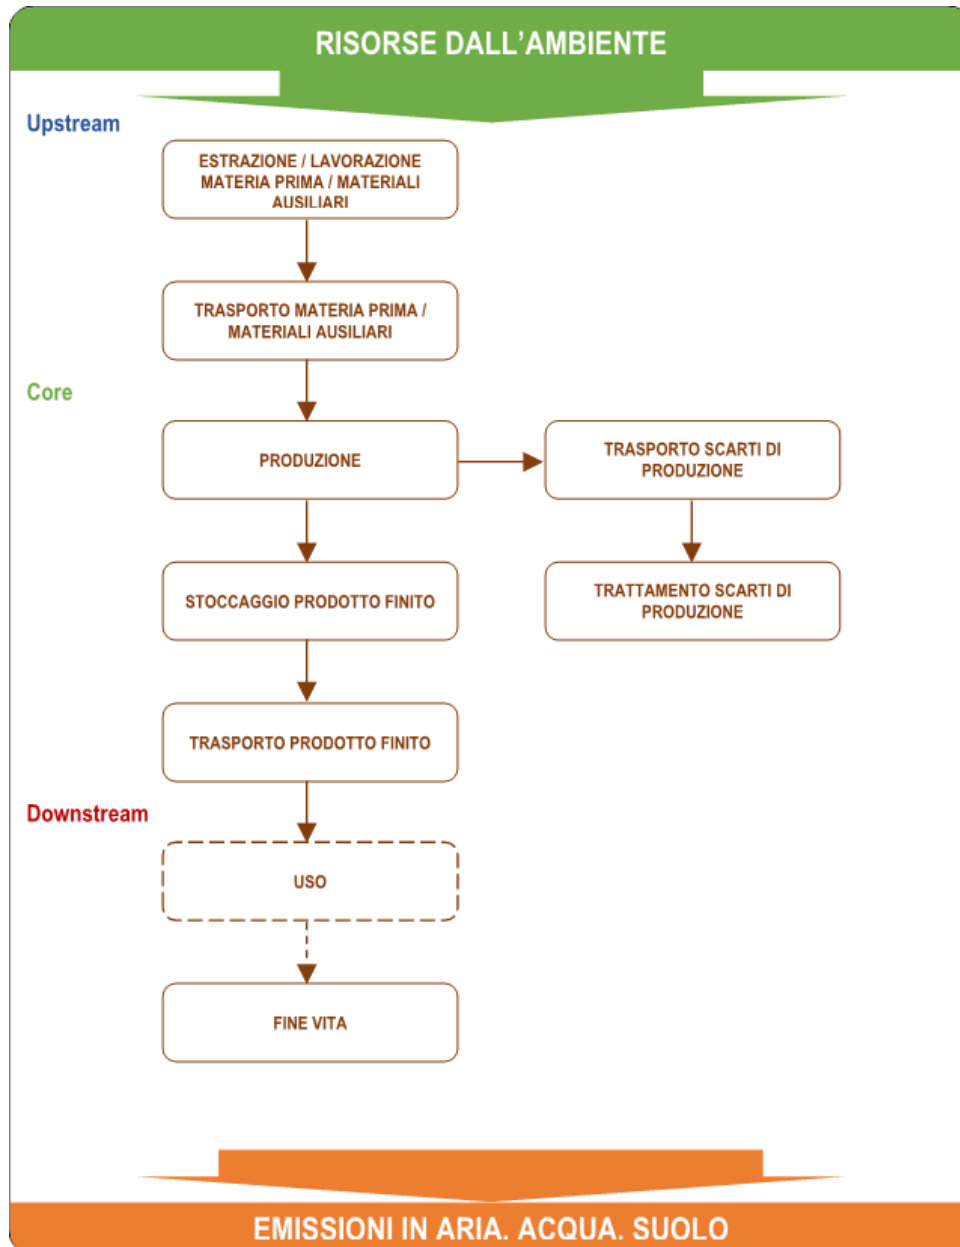 RISORSE DALL’AMBIENTE
Upstream
ESTRAZIONE / LAVORAZIONE
MATERIA PRIMA / MATERIALI
AUSILIARI
TRASPORTO MATERIA PRIMA /
MATERIALI AUSILIARI
Core
PRODUZIONE
TRASPORTO SCARTI DI
PRODUZIONE
STOCCAGGIO PRODOTTO FINITO
TRATTAMENTO SCARTI DI
PRODUZIONE
TRASPORTO PRODOTTO FINITO
Downstream
USO
FINE VITA
EMISSIONI IN ARIA. ACQUA. SUOLO